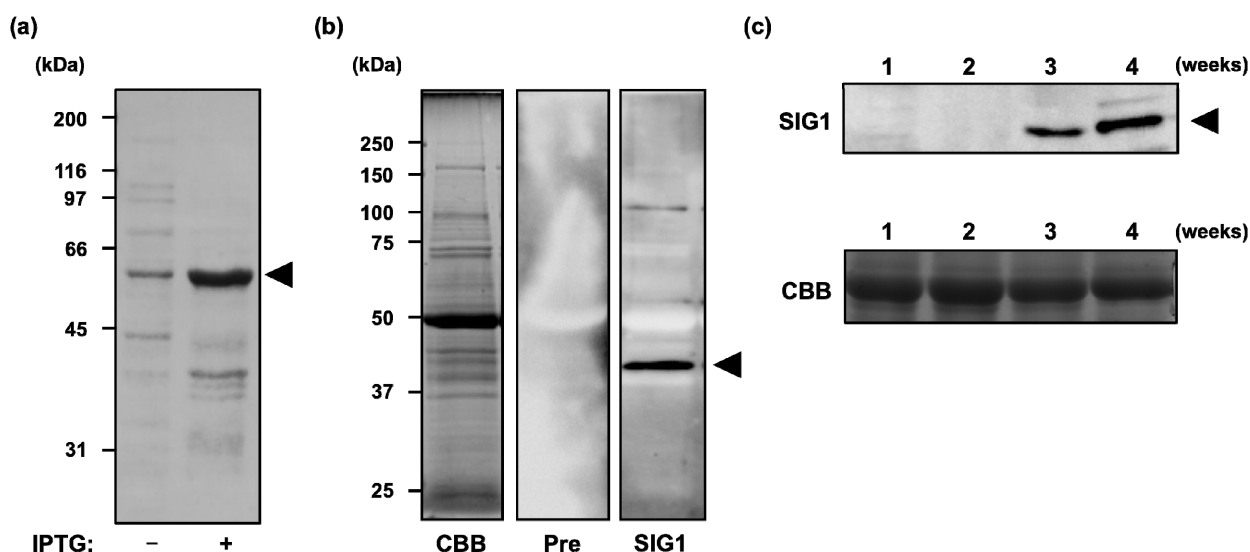 (a)
(kDa)
200
116
97
66
45
31
IPTG: – +
(b)
(kDa)
250
150
100
75
50
37
25
CBB Pre SIG1
(c)
1 2 3 4 (weeks)
SIG1
1 2 3 4 (weeks)
CBB